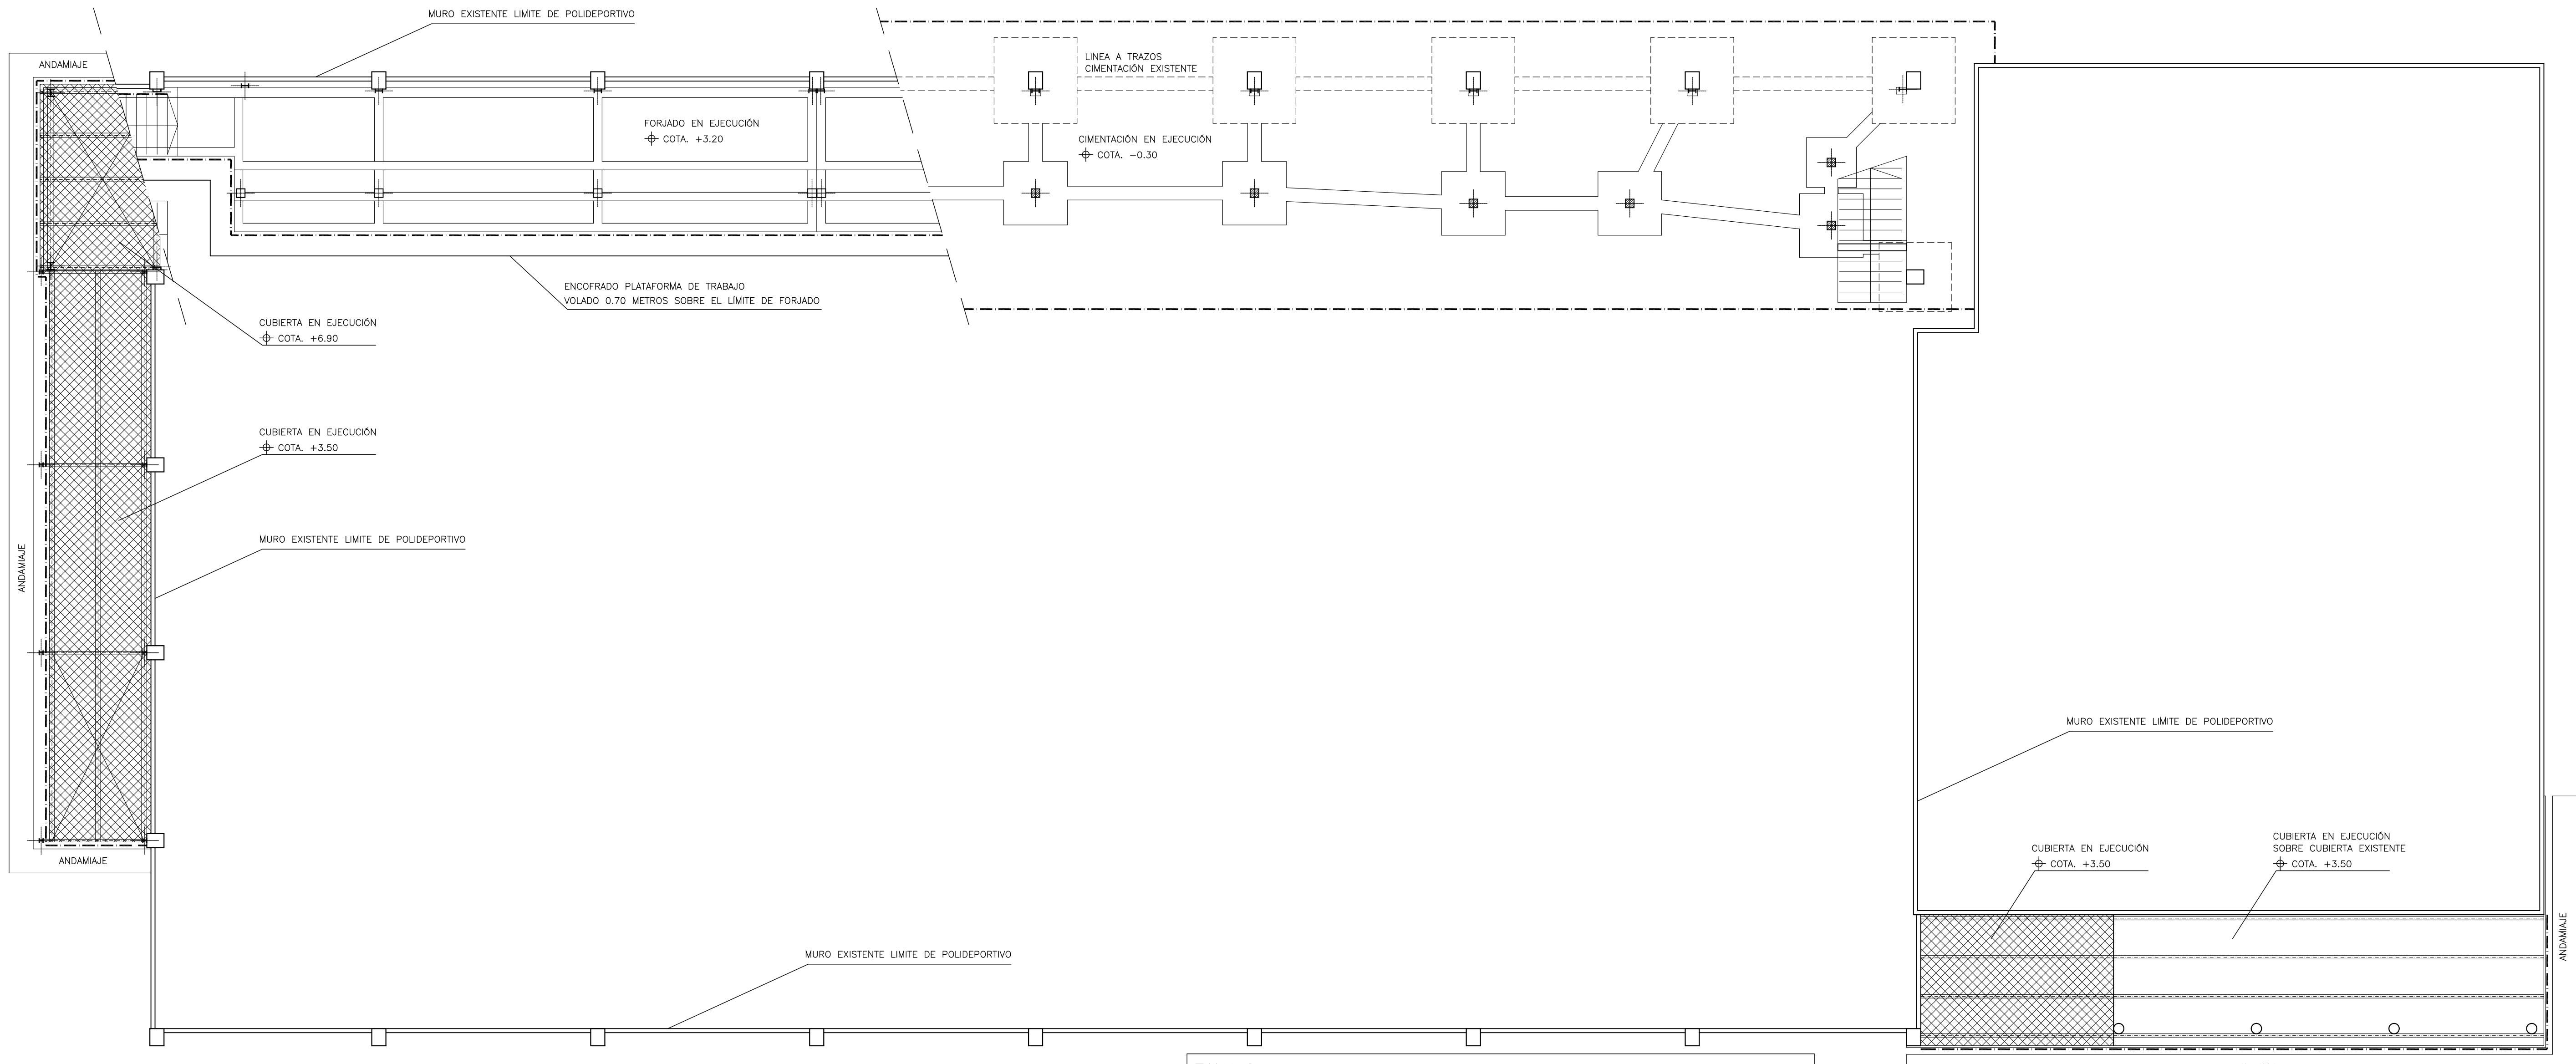 MURO EXISTENTE LIMITE DE POLIDEPORTIVO
ANDAMIAJE
LINEA A TRAZOS
CIMENTACIÓN EXISTENTE
FORJADO EN EJECUCIÓN
COTA. +3.20
CIMENTACIÓN EN EJECUCIÓN
COTA. -0.30
ENCOFRADO PLATAFORMA DE TRABAJO
VOLADO 0.70 METROS SOBRE EL LÍMITE DE FORJADO
CUBIERTA EN EJECUCIÓN
COTA. +6.90
CUBIERTA EN EJECUCIÓN
COTA. +3.50
MURO EXISTENTE LIMITE DE POLIDEPORTIVO
ANDAMIAJE
MURO EXISTENTE LIMITE DE POLIDEPORTIVO
CUBIERTA EN EJECUCIÓN
COTA. +3.50
CUBIERTA EN EJECUCIÓN
SOBRE CUBIERTA EXISTENTE
COTA. +3.50
ANDAMIAJE
ANDAMIAJE
MURO EXISTENTE LIMITE DE POLIDEPORTIVO